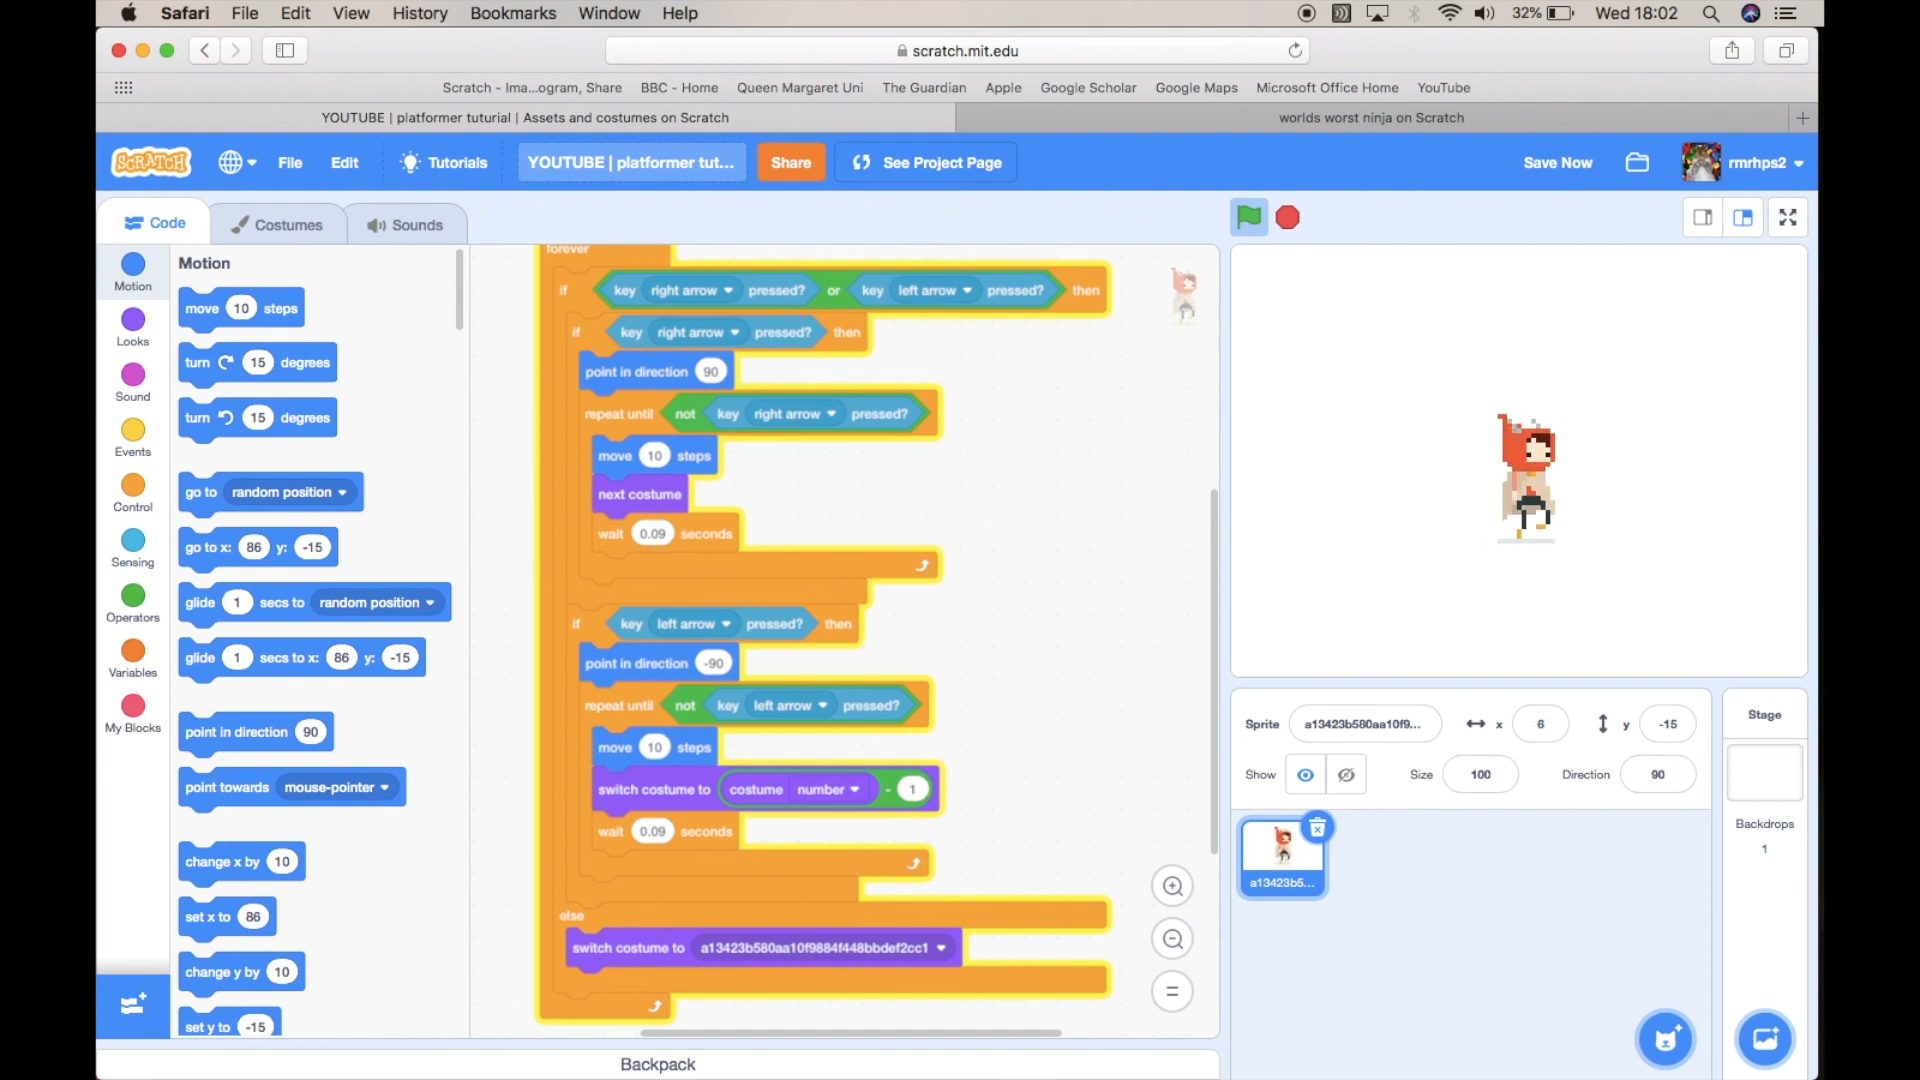 Safari File Edit View History Bookmarks Window Help 32% Wed 18:02
scratch.mit.edu
Scratch - Ima...ogram, Share BBC - Home Queen Margaret Uni The Guardian Apple Google Scholar Google Maps Microsoft Office Home YouTube
YOUTUBE | platformer tuturial | Assets and costumes on Scratch worlds worst ninja on Scratch
SCRATCH File Edit Tutorials YOUTUBE | platformer tut... Share See Project Page Save Now rmrhps2
Code Costumes Sounds
Motion
Looks
Sound
Events
Control
Sensing
Operators
Variables
My Blocks
Motion
move 10 steps
turn 15 degrees
turn 15 degrees
go to random position
go to x: 86 y: -15
glide 1 secs to random position
glide 1 secs to x: 86 y: -15
point in direction 90
point towards mouse-pointer
change x by 10
set x to 86
change y by 10
set y to -15
forever
if key right arrow pressed? or key left arrow pressed? then
if key right arrow pressed? then
point in direction 90
repeat until not key right arrow pressed?
move 10 steps
next costume
wait 0.09 seconds
if key left arrow pressed? then
point in direction -90
repeat until not key left arrow pressed?
move 10 steps
switch costume to costume number - 1
wait 0.09 seconds
else
switch costume to a13423b580aa10f9884f448bbdef2cc1
Backpack
Sprite a13423b580aa10f9... x 6 y -15
Show Size 100 Direction 90
a13423b5...
Stage
Backdrops
1